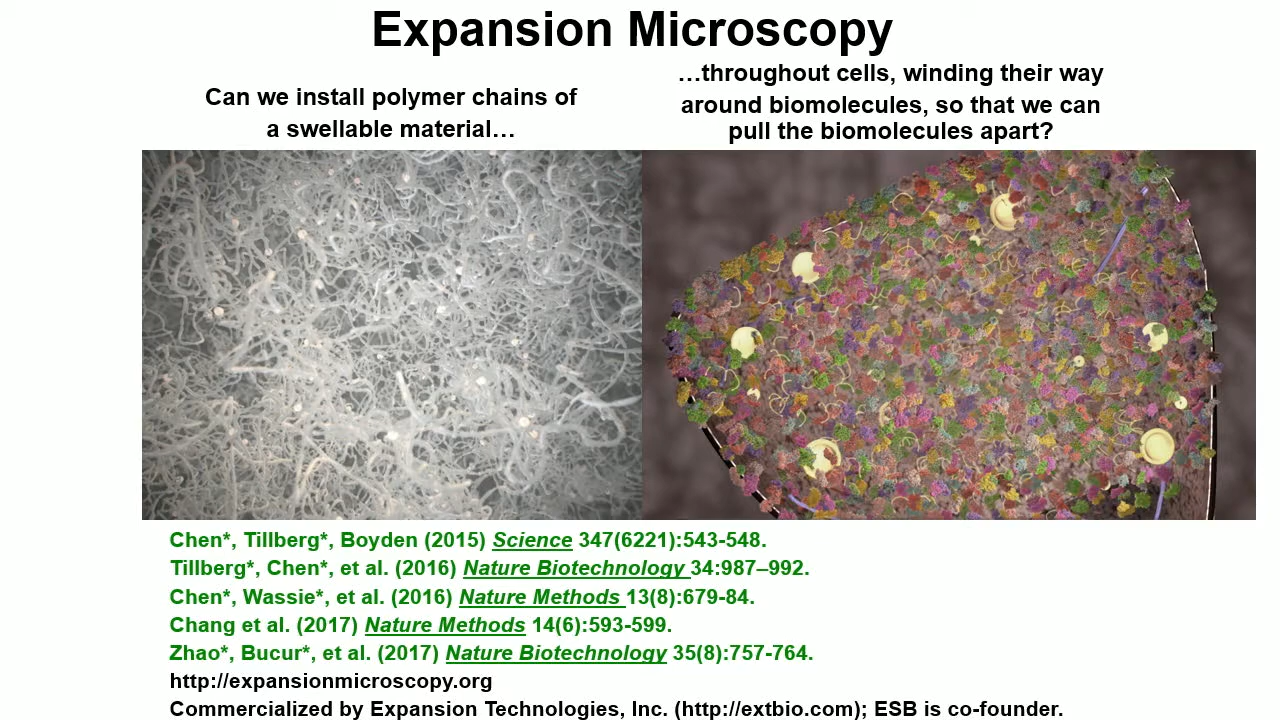 Expansion Microscopy
Can we install polymer chains of
a swellable material…
…throughout cells, winding their way
around biomolecules, so that we can
pull the biomolecules apart?
Chen*, Tillberg*, Boyden (2015) Science 347(6221):543-548.
Tillberg*, Chen*, et al. (2016) Nature Biotechnology 34:987–992.
Chen*, Wassie*, et al. (2016) Nature Methods 13(8):679-84.
Chang et al. (2017) Nature Methods 14(6):593-599.
Zhao*, Bucur*, et al. (2017) Nature Biotechnology 35(8):757-764.
http://expansionmicroscopy.org
Commercialized by Expansion Technologies, Inc. (http://extbio.com); ESB is co-founder.